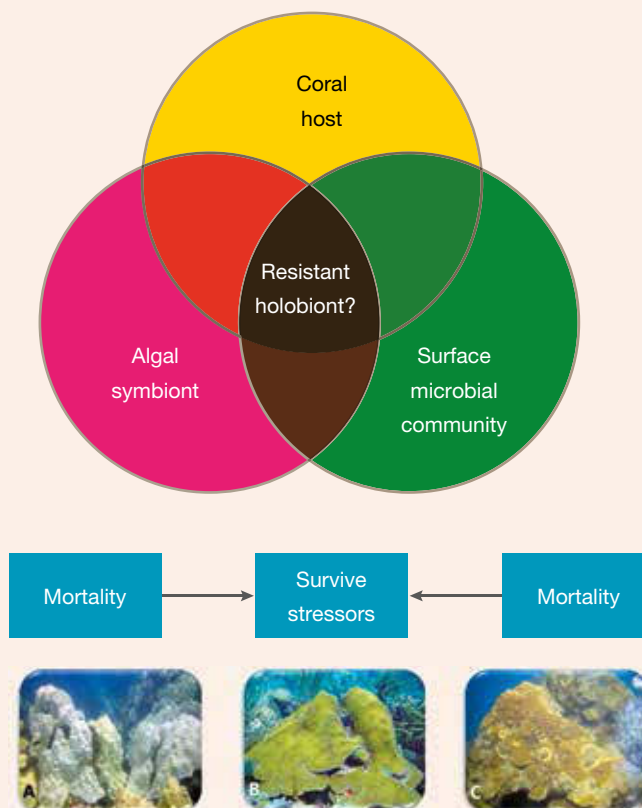 Coral
host
Resistant
holobiont?
Algal
symbiont
Surface
microbial
community
Mortality
Survive
stressors
Mortality
A
B
C